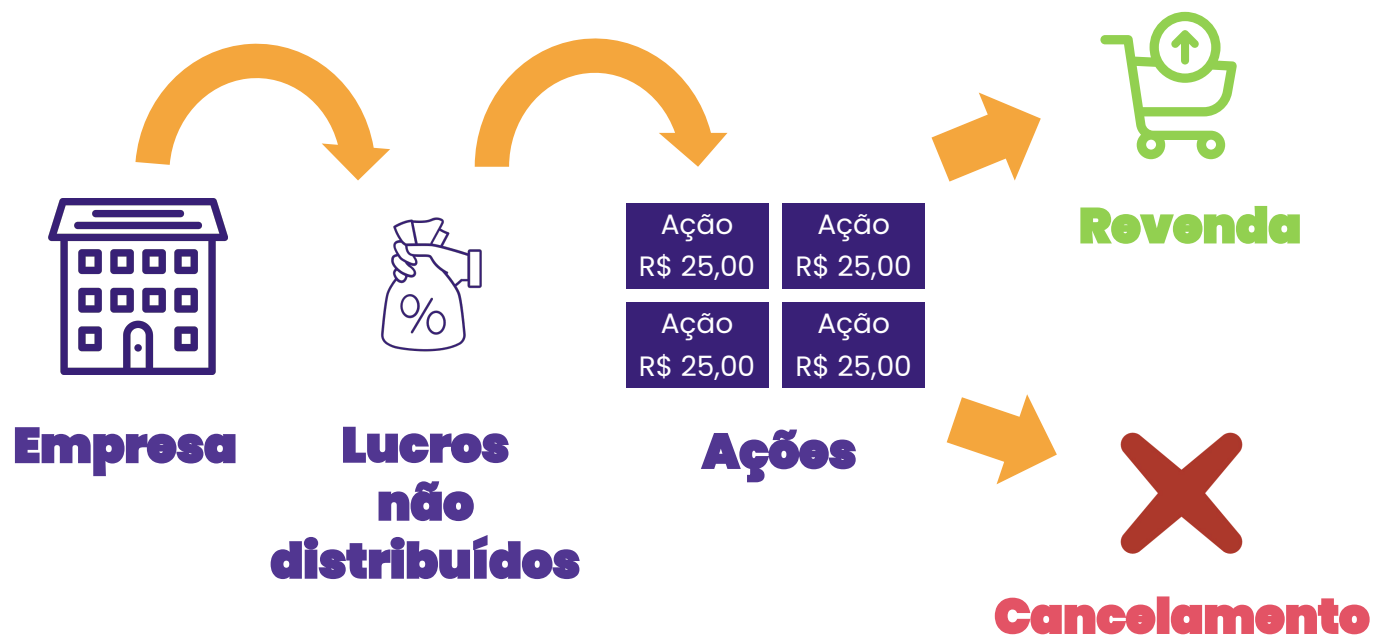 Empresa
Lucros
não
distribuídos
Ação
R$ 25,00
Ação
R$ 25,00
Ação
R$ 25,00
Ação
R$ 25,00
Ações
Revenda
Cancelamento
%